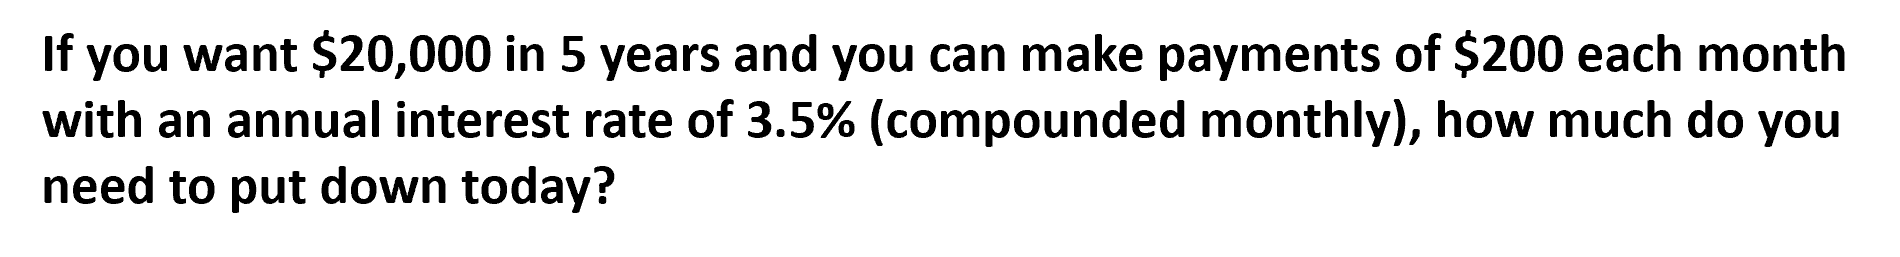 If you want $20,000 in 5 years and you can make payments of $200 each month
with an annual interest rate of 3.5% (compounded monthly), how much do you
need to put down today?